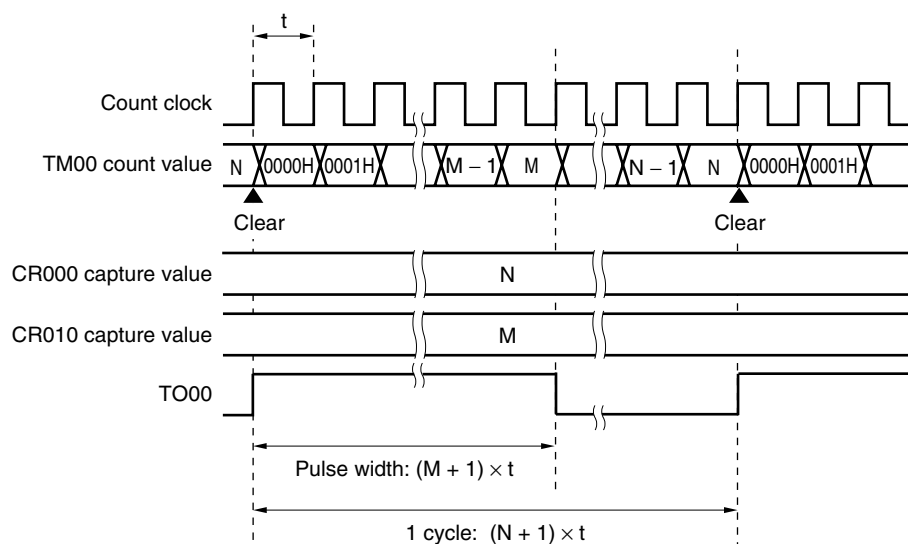 t
Count clock
TM00 count value N 0000H 0001H M – 1 M N – 1 N 0000H 0001H
Clear Clear
CR000 capture value N
CR010 capture value M
TO00
Pulse width: (M + 1) × t
1 cycle: (N + 1) × t